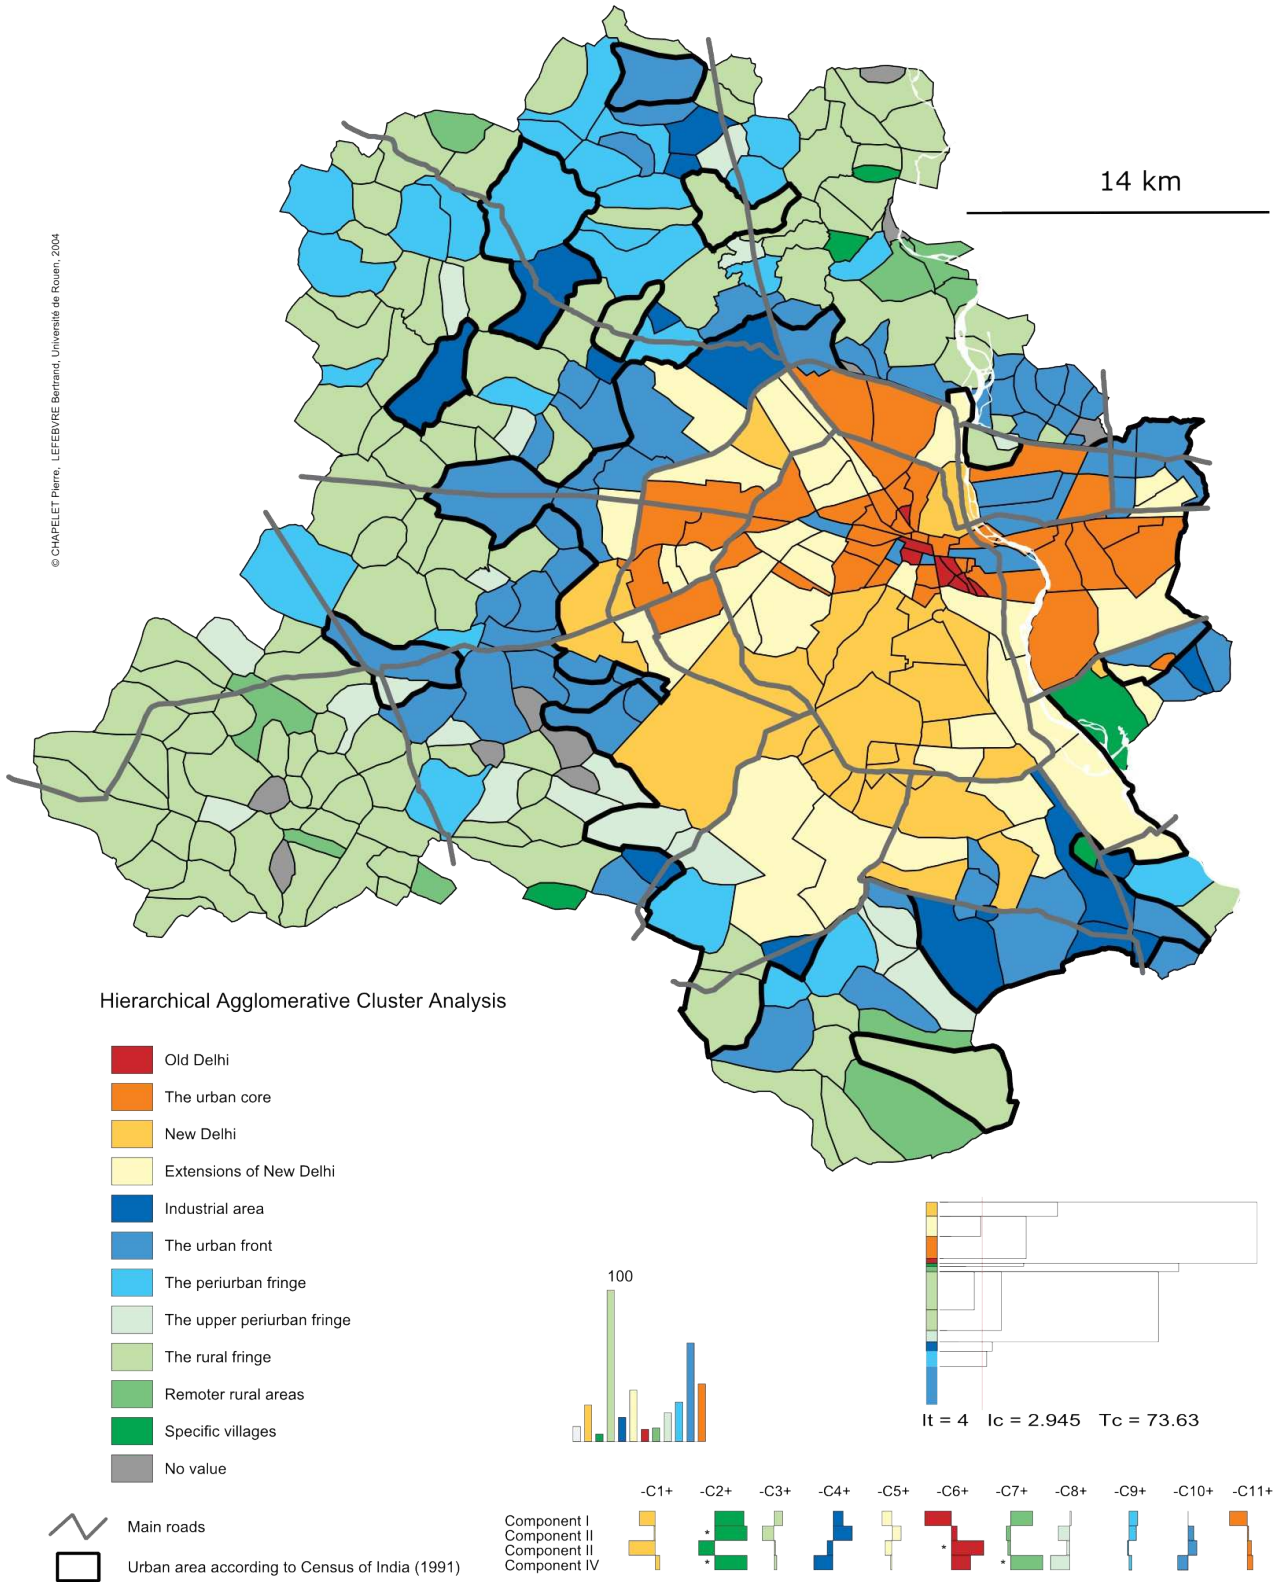 14 km
© CHAPELET Pierre, LEFEBVRE Bertrand, Université de Rouen, 2004
Hierarchical Agglomerative Cluster Analysis
Old Delhi
The urban core
New Delhi
Extensions of New Delhi
Industrial area
The urban front
The periurban fringe
The upper periurban fringe
The rural fringe
Remoter rural areas
Specific villages
No value
Main roads
Urban area according to Census of India (1991)
100
It = 4 Ic = 2.945 Tc = 73.63
-C1+ -C2+ -C3+ -C4+ -C5+ -C6+ -C7+ -C8+ -C9+ -C10+ -C11+
Component I
Component II *
Component II *
Component IV * *